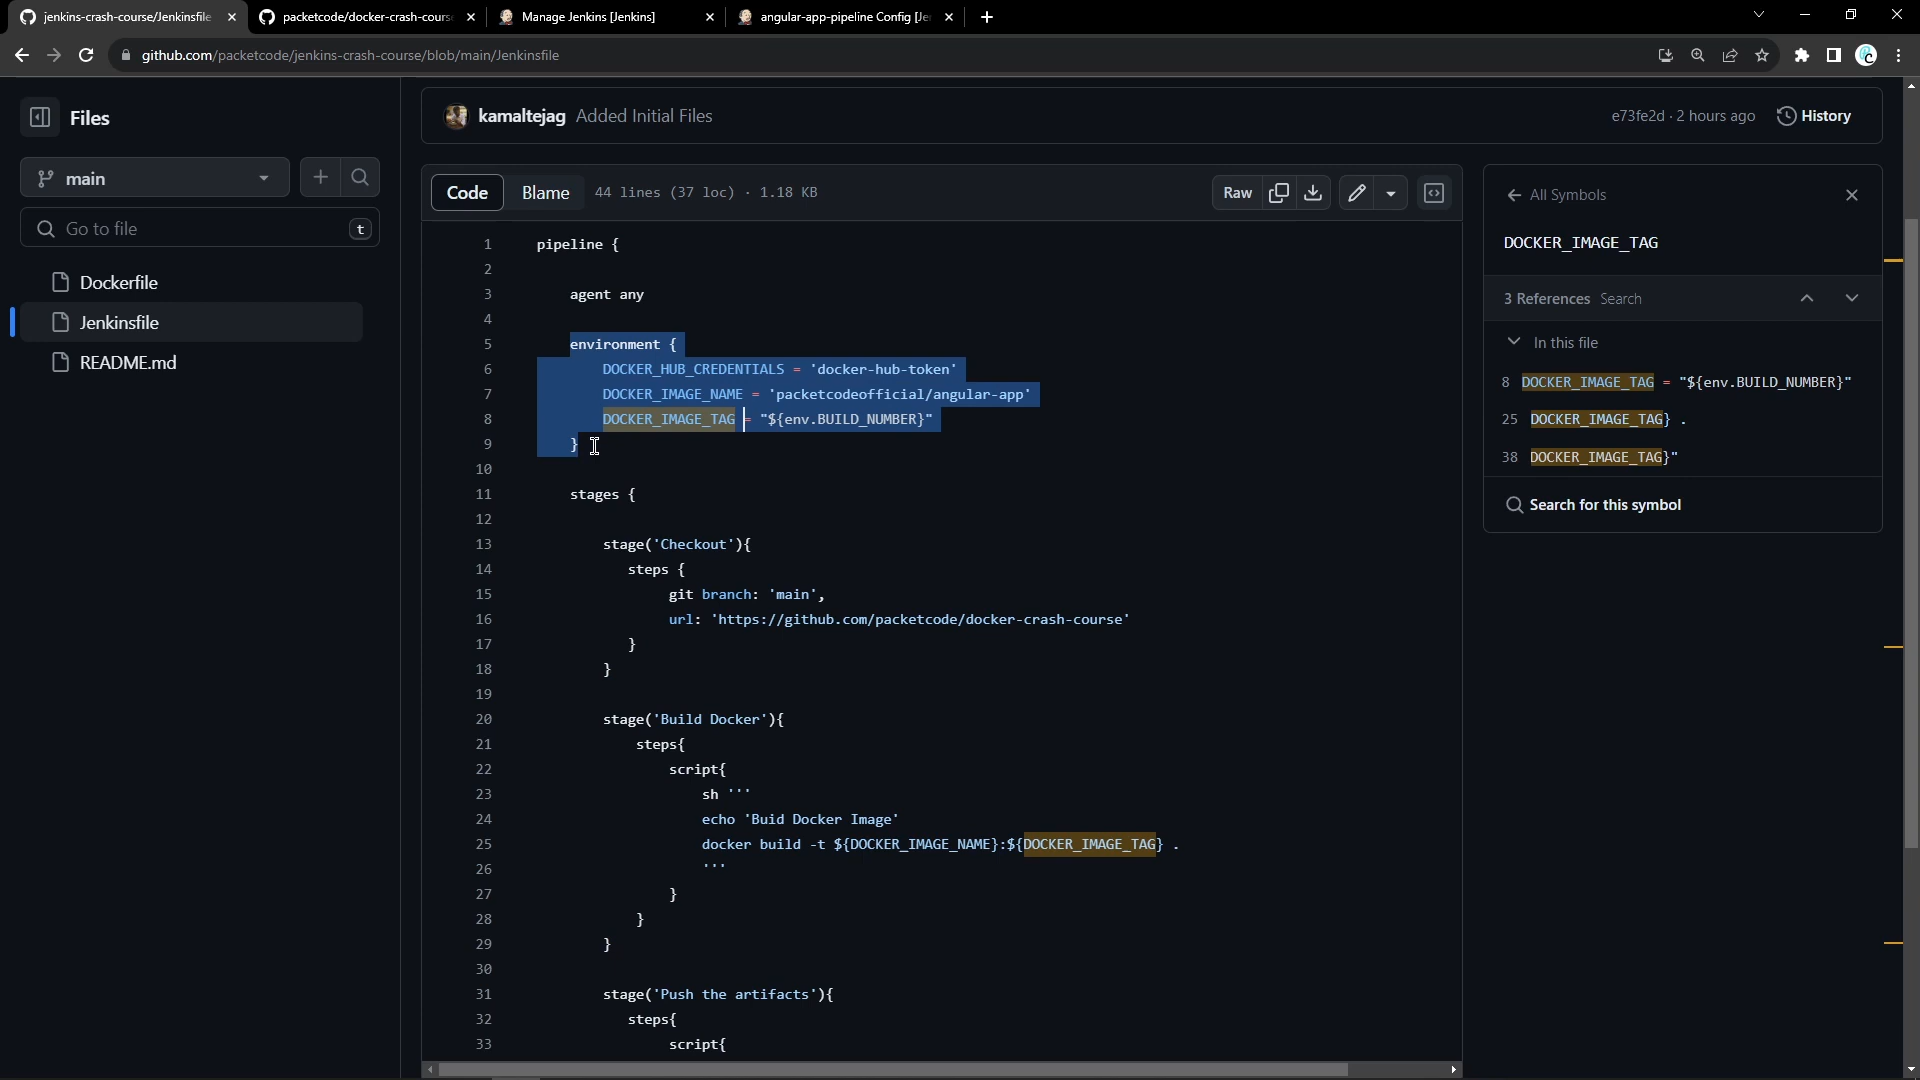 jenkins-crash-course/Jenkinsfile
packetcode/docker-crash-cours
Manage Jenkins [Jenkins]
angular-app-pipeline Config [Je
github.com/packetcode/jenkins-crash-course/blob/main/Jenkinsfile
Files
main
Go to file
t
Dockerfile
Jenkinsfile
README.md
kamaltejag Added Initial Files
e73fe2d · 2 hours ago
History
Code
Blame
44 lines (37 loc) · 1.18 KB
Raw
1 pipeline {
2
3 agent any
4
5 environment {
6 DOCKER_HUB_CREDENTIALS = 'docker-hub-token'
7 DOCKER_IMAGE_NAME = 'packetcodeofficial/angular-app'
8 DOCKER_IMAGE_TAG = "${env.BUILD_NUMBER}"
9 }
10
11 stages {
12
13 stage('Checkout'){
14 steps {
15 git branch: 'main',
16 url: 'https://github.com/packetcode/docker-crash-course'
17 }
18 }
19
20 stage('Build Docker'){
21 steps{
22 script{
23 sh '''
24 echo 'Buid Docker Image'
25 docker build -t ${DOCKER_IMAGE_NAME}:${DOCKER_IMAGE_TAG} .
26 '''
27 }
28 }
29 }
30
31 stage('Push the artifacts'){
32 steps{
33 script{
All Symbols
DOCKER_IMAGE_TAG
3 References Search
In this file
8 DOCKER_IMAGE_TAG = "${env.BUILD_NUMBER}"
25 DOCKER_IMAGE_TAG} .
38 DOCKER_IMAGE_TAG}"
Search for this symbol